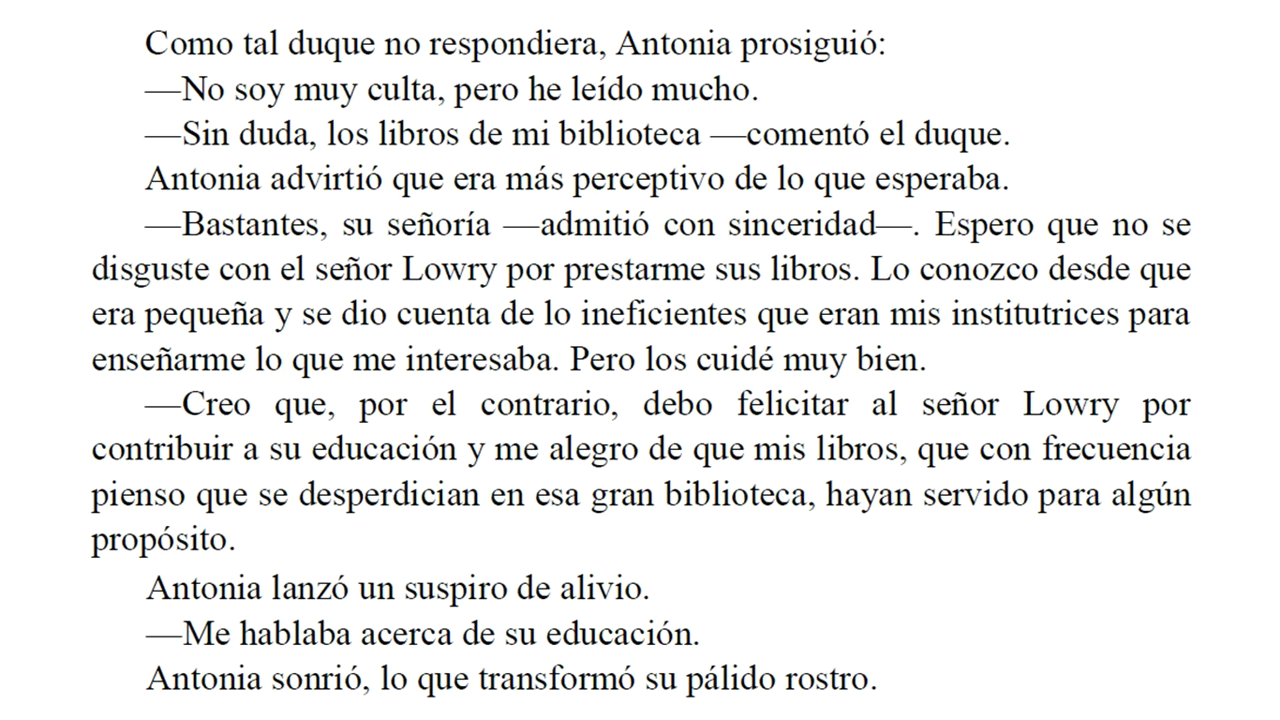 Como tal duque no respondiera, Antonia prosiguió:
—No soy muy culta, pero he leído mucho.
—Sin duda, los libros de mi biblioteca —comentó el duque.
Antonia advirtió que era más perceptivo de lo que esperaba.
—Bastantes, su señoría —admitió con sinceridad—. Espero que no se
disguste con el señor Lowry por prestarme sus libros. Lo conozco desde que
era pequeña y se dio cuenta de lo ineficientes que eran mis institutrices para
enseñarme lo que me interesaba. Pero los cuidé muy bien.
—Creo que, por el contrario, debo felicitar al señor Lowry por
contribuir a su educación y me alegro de que mis libros, que con frecuencia
pienso que se desperdician en esa gran biblioteca, hayan servido para algún
propósito.
Antonia lanzó un suspiro de alivio.
—Me hablaba acerca de su educación.
Antonia sonrió, lo que transformó su pálido rostro.